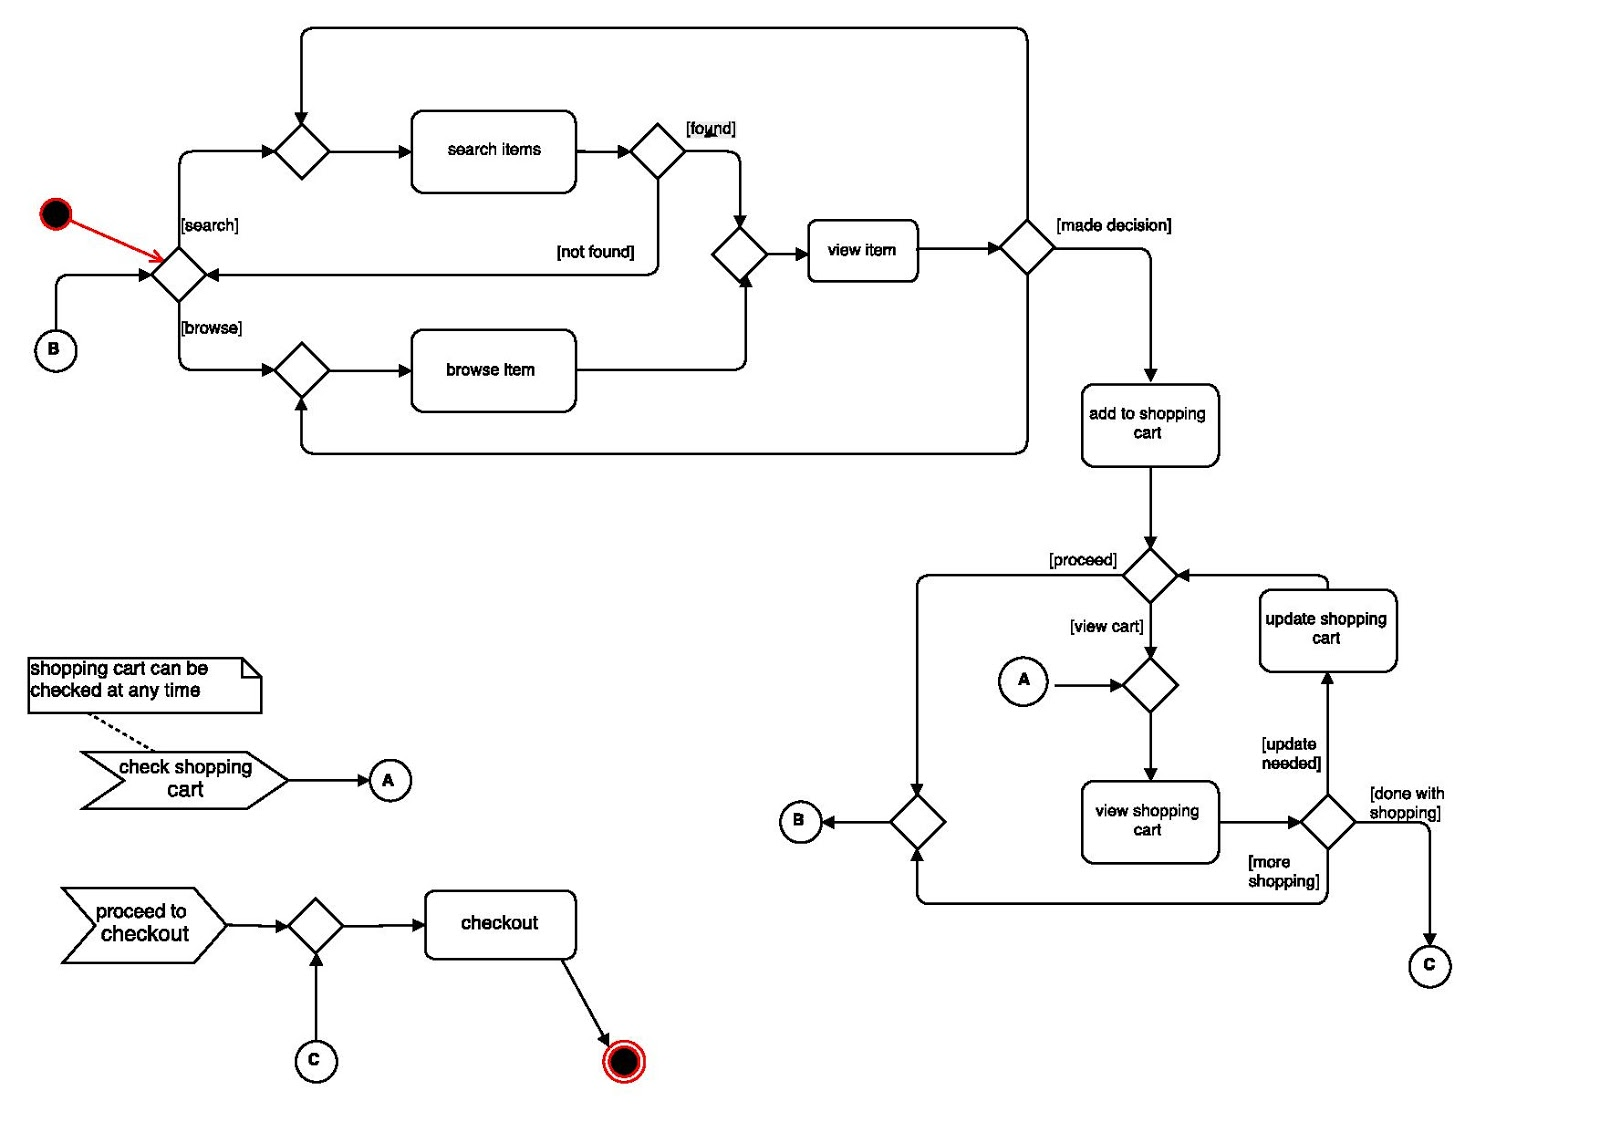 [found]
search items
[search]
[made decision]
[not found]
view item
[browse]
B
browse item
add to shopping
cart
[proceed]
[view cart]
update shopping
cart
A
shopping cart can be
checked at any time
[update
needed]
check shopping
cart
A
[done with
shopping]
B
view shopping
cart
[more
shopping]
proceed to
checkout
checkout
C
C